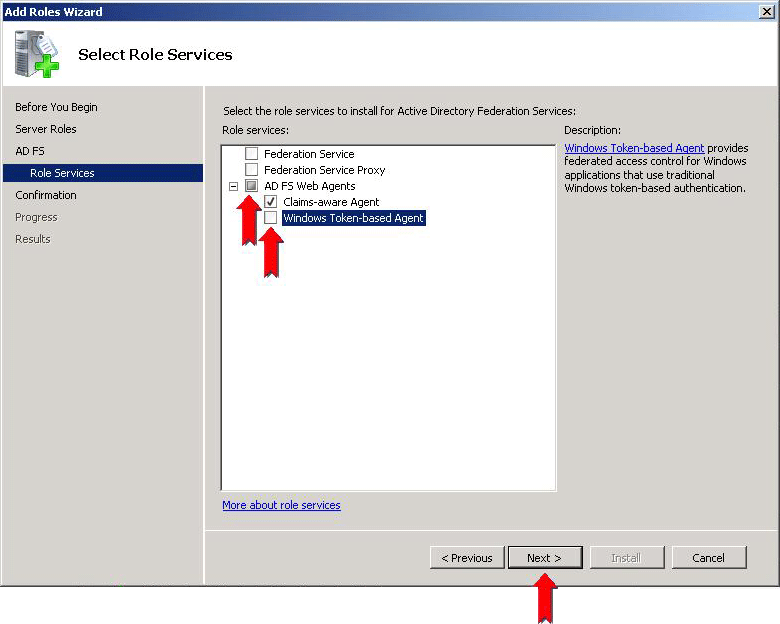 Add Roles Wizard
Select Role Services
Before You Begin
Server Roles
AD FS
Role Services
Confirmation
Progress
Results
Select the role services to install for Active Directory Federation Services:
Role services:
Federation Service
Federation Service Proxy
AD FS Web Agents
Claims-aware Agent
Windows Token-based Agent
More about role services
Description:
Windows Token-based Agent provides
federated access control for Windows
applications that use traditional
Windows token-based authentication.
< Previous
Next >
Install
Cancel